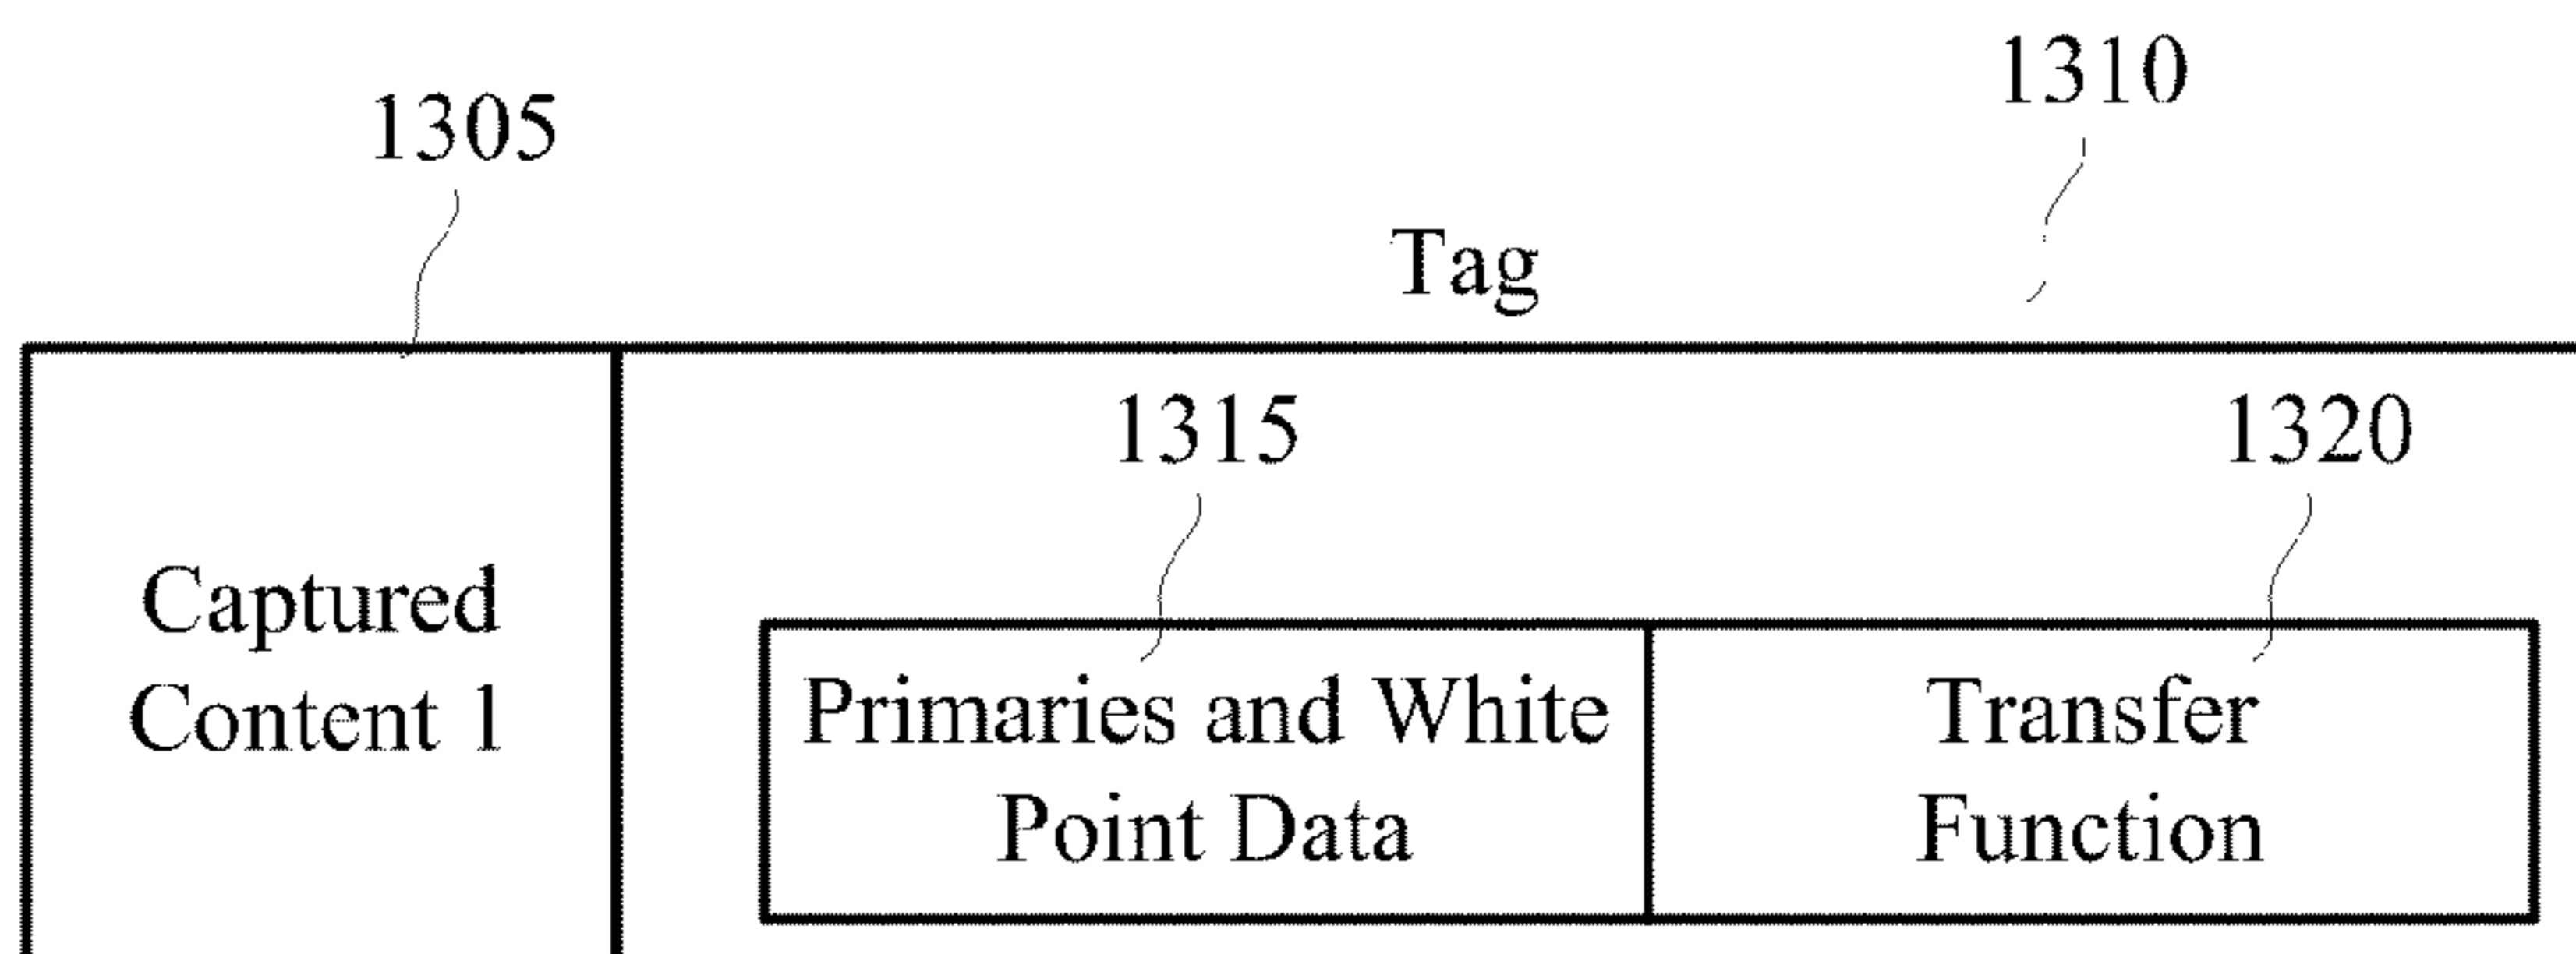 1310
1305
Tag
1315
1320
Captured
Content 1
Primaries and White
Point Data
Transfer
Function